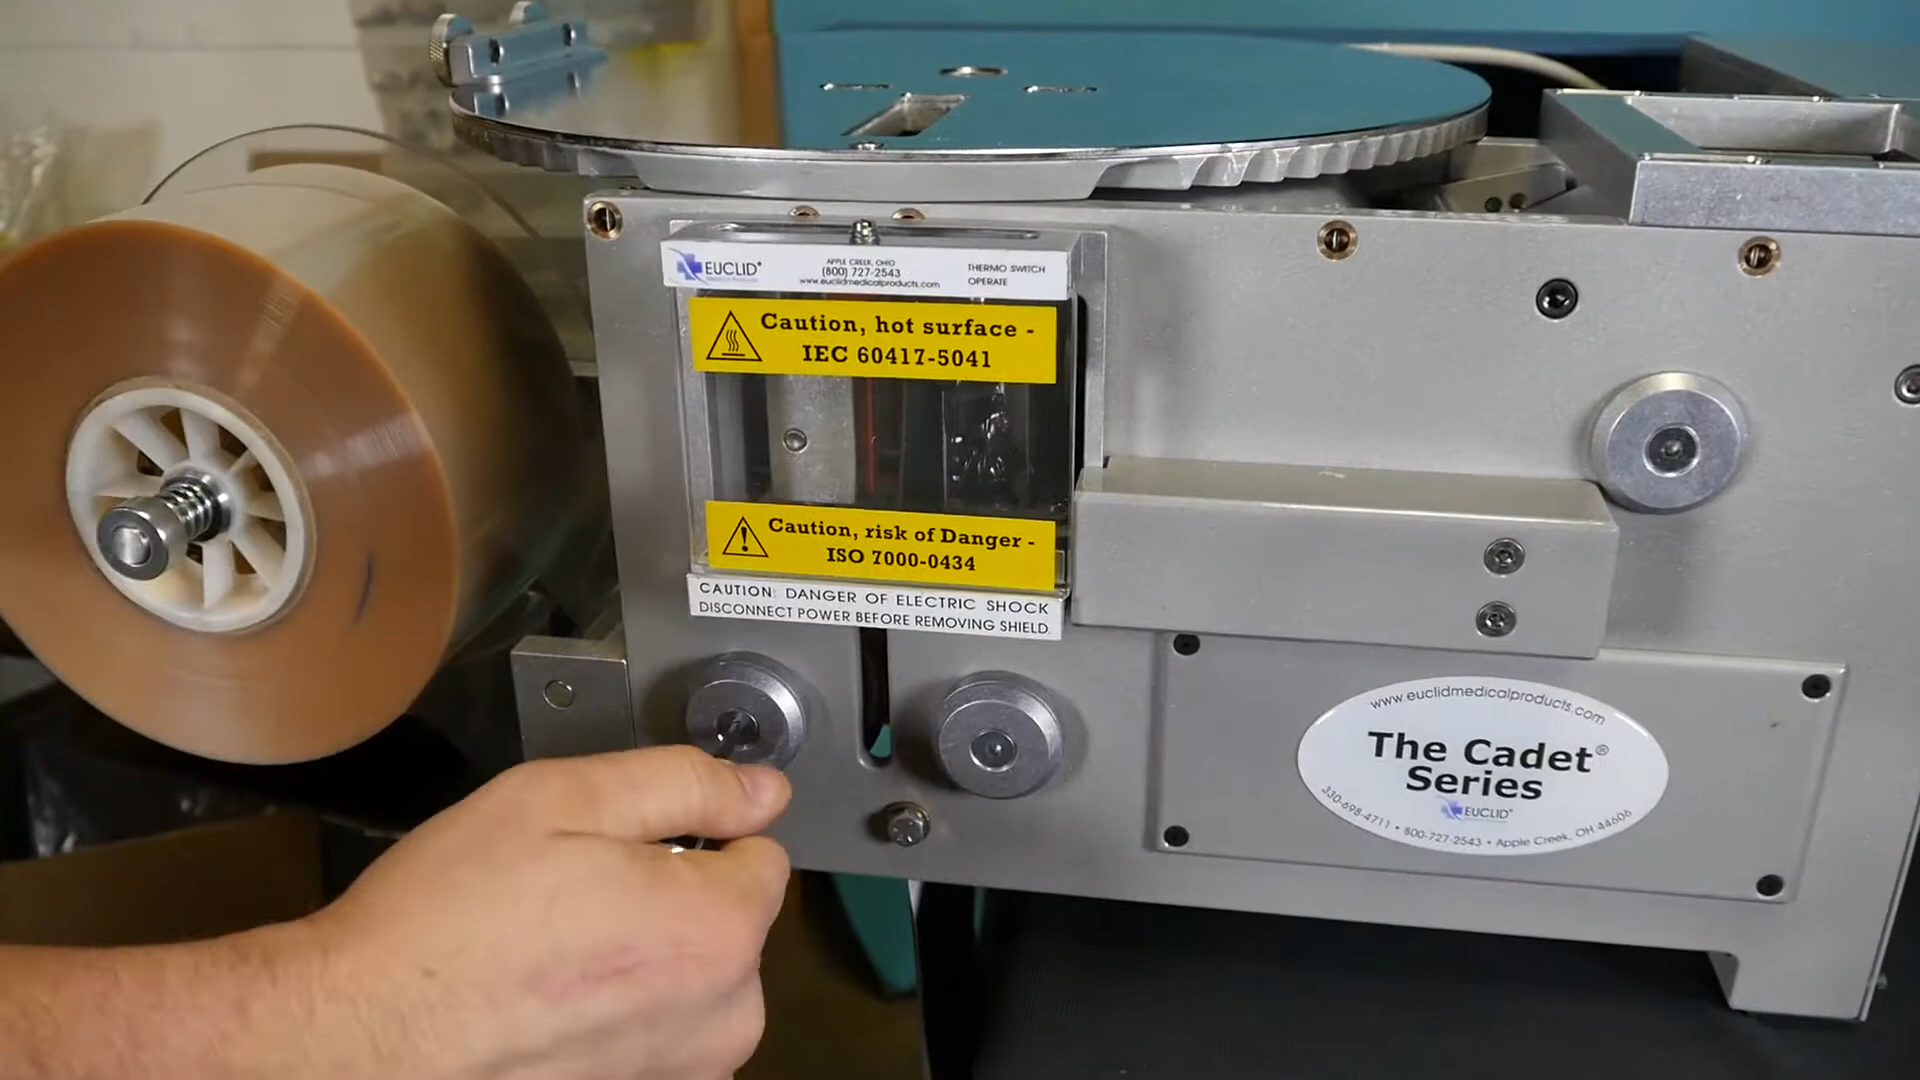 EUCLID®
APPLE CREEK, OHIO
(800) 727-2543
www.euclidmedicalproducts.com
THERMO SWITCH
OPERATE
Caution, hot surface -
IEC 60417-5041
Caution, risk of Danger -
ISO 7000-0434
CAUTION: DANGER OF ELECTRIC SHOCK
DISCONNECT POWER BEFORE REMOVING SHIELD.
www.euclidmedicalproducts.com
The Cadet®
Series
EUCLID®
330-698-4711 • 800-727-2543 • Apple Creek, OH 44606